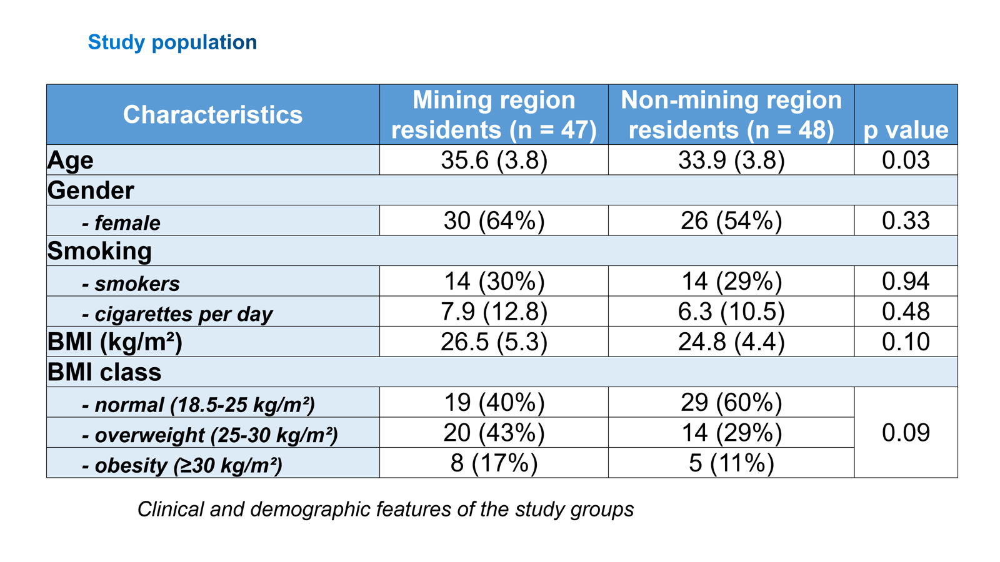 Study population
Characteristics
Mining region
residents (n = 47)
Non-mining region
residents (n = 48)
p value
Age 35.6 (3.8) 33.9 (3.8) 0.03
Gender
- female 30 (64%) 26 (54%) 0.33
Smoking
- smokers 14 (30%) 14 (29%) 0.94
- cigarettes per day 7.9 (12.8) 6.3 (10.5) 0.48
BMI (kg/m²) 26.5 (5.3) 24.8 (4.4) 0.10
BMI class
- normal (18.5-25 kg/m²) 19 (40%) 29 (60%)
- overweight (25-30 kg/m²) 20 (43%) 14 (29%) 0.09
- obesity (≥30 kg/m²) 8 (17%) 5 (11%)
Clinical and demographic features of the study groups